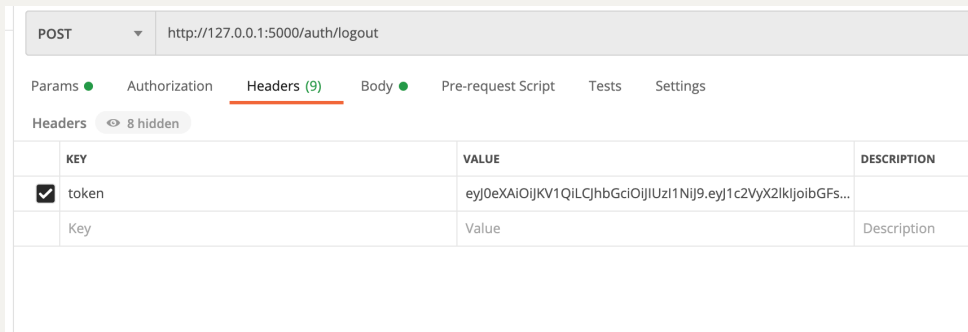 POST http://127.0.0.1:5000/auth/logout
Params Authorization Headers (9) Body Pre-request Script Tests Settings
Headers 8 hidden
KEY VALUE DESCRIPTION
token eyJ0eXAiOiJKV1QiLCJhbGciOiJIUzI1NiJ9.eyJ1c2VyX2lkIjoibGFs...
Key Value Description